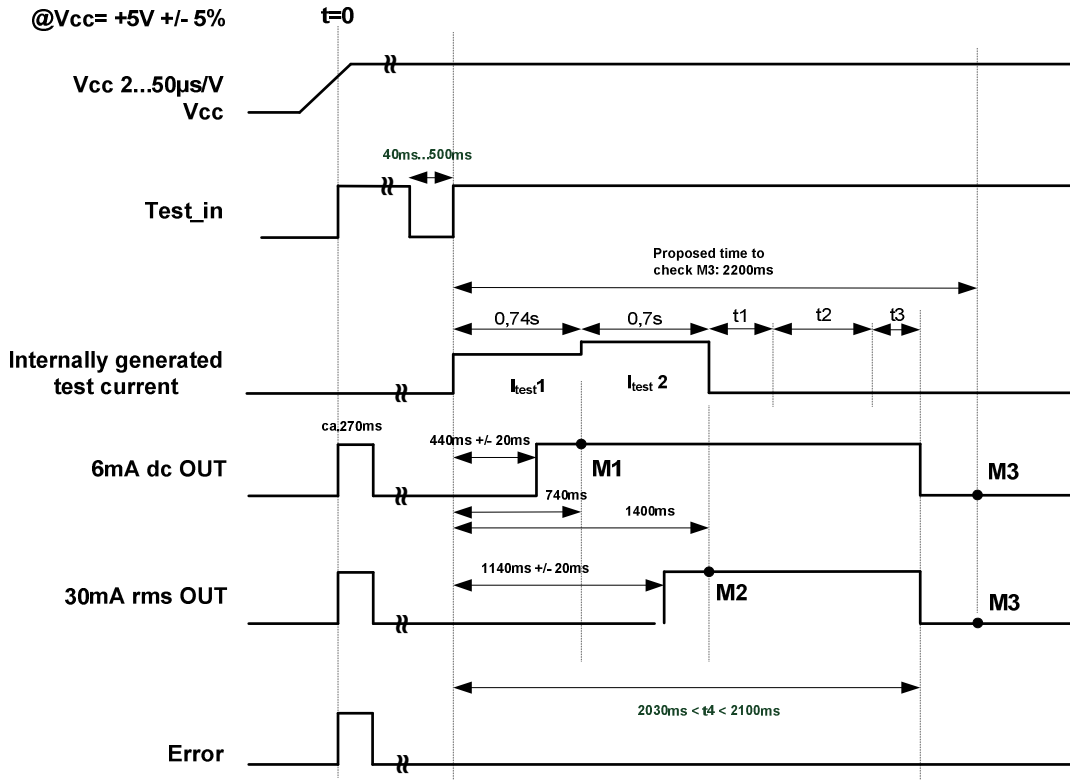 @Vcc= +5V +/- 5%
t=0
Vcc 2...50µs/V
Vcc
40ms...500ms
Test_in
Proposed time to
check M3: 2200ms
0,74s
0,7s
t1
t2
t3
Internally generated
test current
Itest1
Itest 2
ca.270ms
440ms +/- 20ms
6mA dc OUT
M1
M3
740ms
1400ms
1140ms +/- 20ms
30mA rms OUT
M2
M3
2030ms < t4 < 2100ms
Error